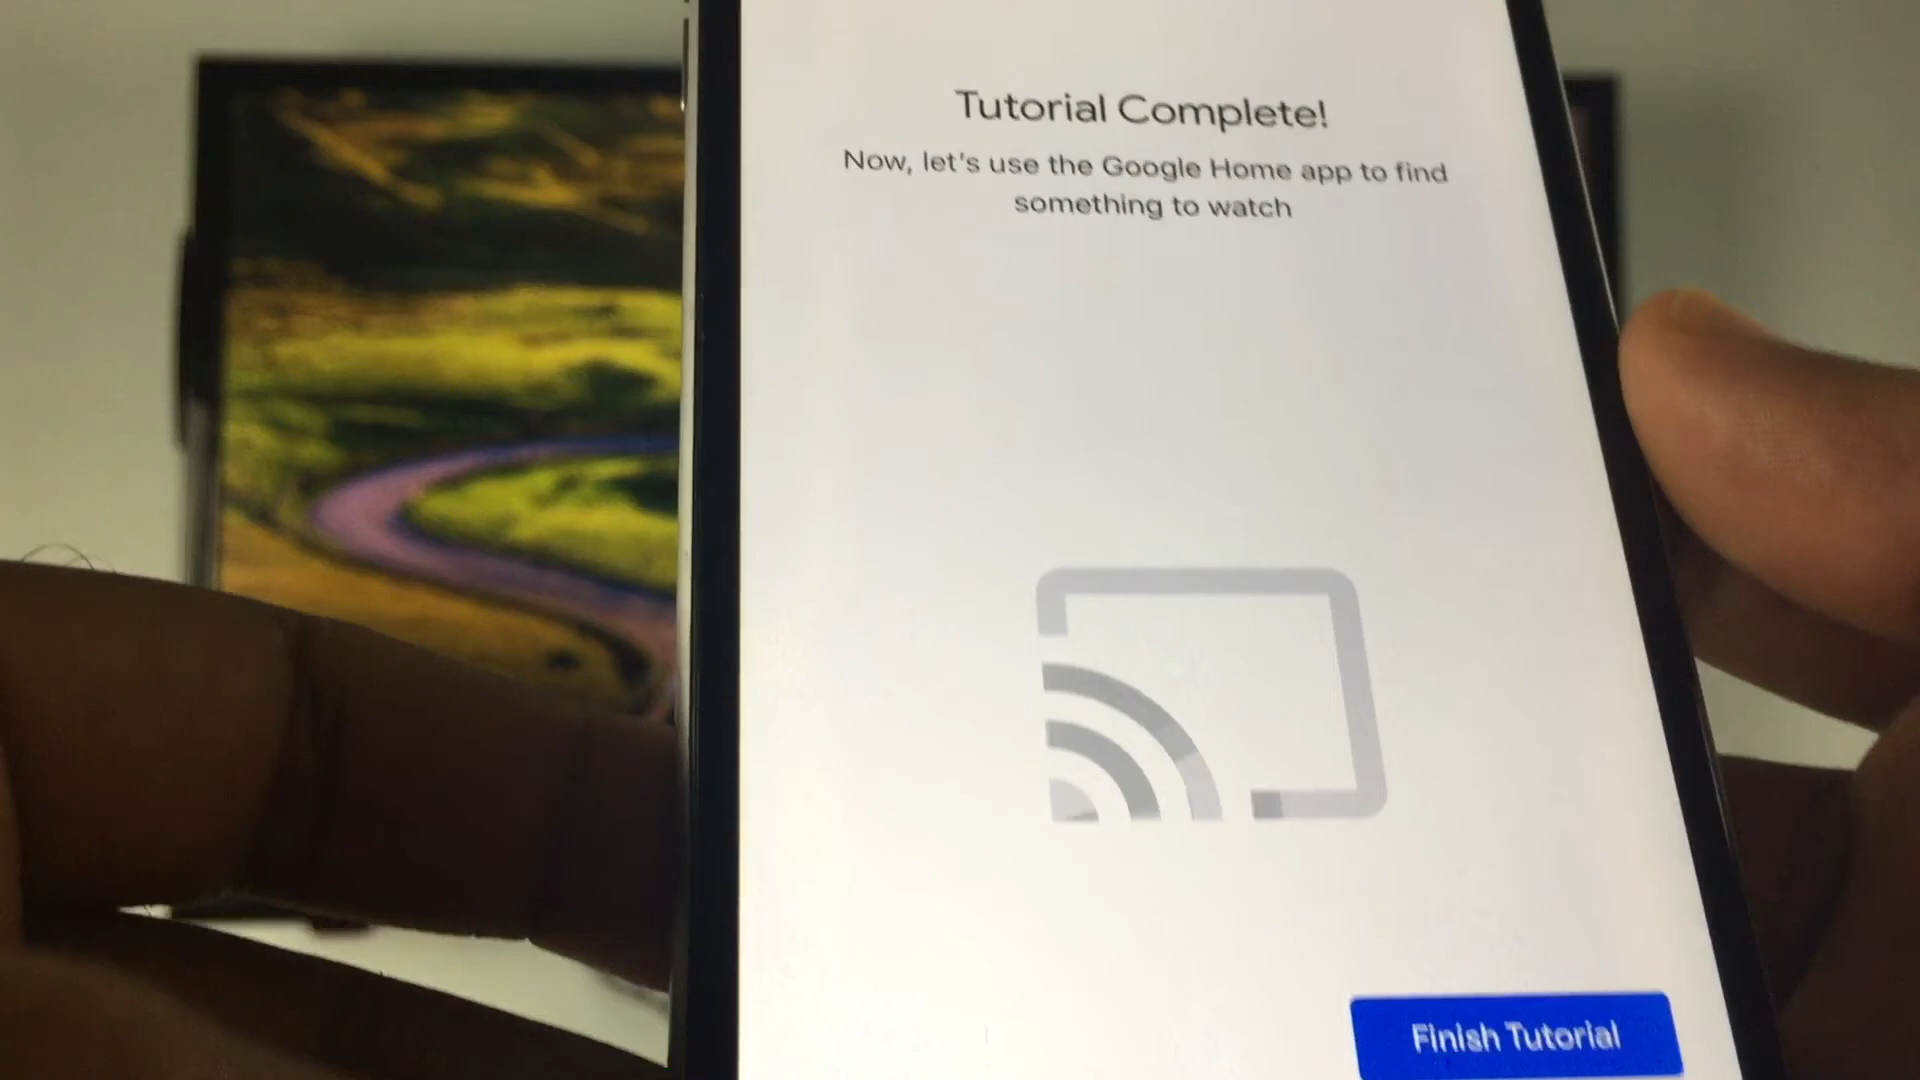 Tutorial Complete!
Now, let's use the Google Home app to find
something to watch
Finish Tutorial